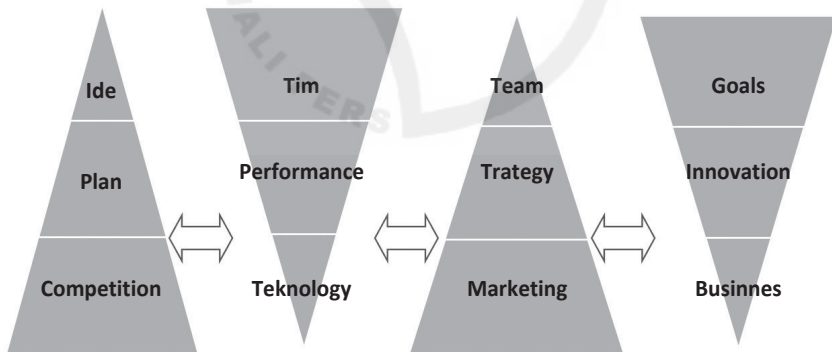 Ide
Plan
Competition
Tim
Performance
Teknology
Team
Trategy
Marketing
Goals
Innovation
Businnes